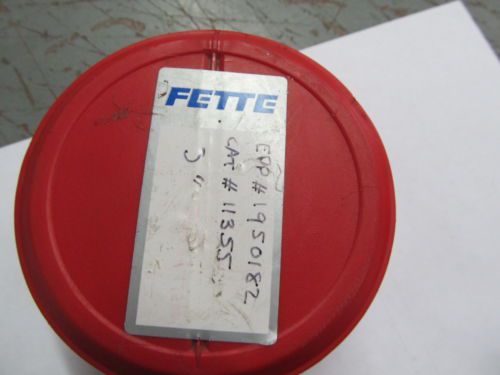 FETTE
EDP # 1950182
CAT # 11355
3"